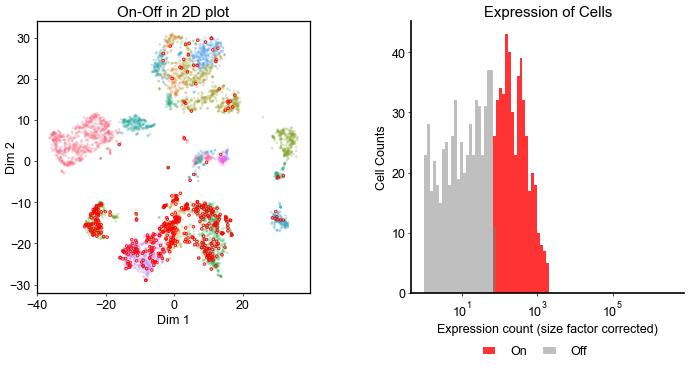 On-Off in 2D plot
30
20
10
0
−10
−20
−30
Dim 2
−40
−20
0
20
Dim 1
Expression of Cells
40
30
20
10
0
Cell Counts
10^1
10^3
10^5
Expression count (size factor corrected)
On Off